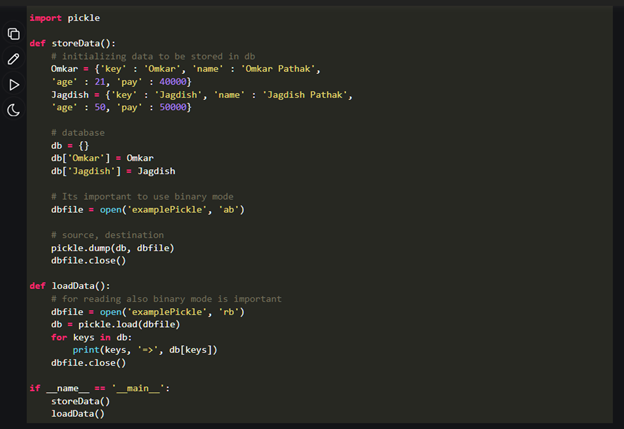 import pickle
def storeData():
    # initializing data to be stored in db
    Omkar = {'key' : 'Omkar', 'name' : 'Omkar Pathak',
    'age' : 21, 'pay' : 40000}
    Jagdish = {'key' : 'Jagdish', 'name' : 'Jagdish Pathak',
    'age' : 50, 'pay' : 50000}
    # database
    db = {}
    db['Omkar'] = Omkar
    db['Jagdish'] = Jagdish
    # Its important to use binary mode
    dbfile = open('examplePickle', 'ab')
    # source, destination
    pickle.dump(db, dbfile)
    dbfile.close()
def loadData():
    # for reading also binary mode is important
    dbfile = open('examplePickle', 'rb')
    db = pickle.load(dbfile)
    for keys in db:
        print(keys, '=>', db[keys])
    dbfile.close()
if __name__ == '__main__':
    storeData()
    loadData()